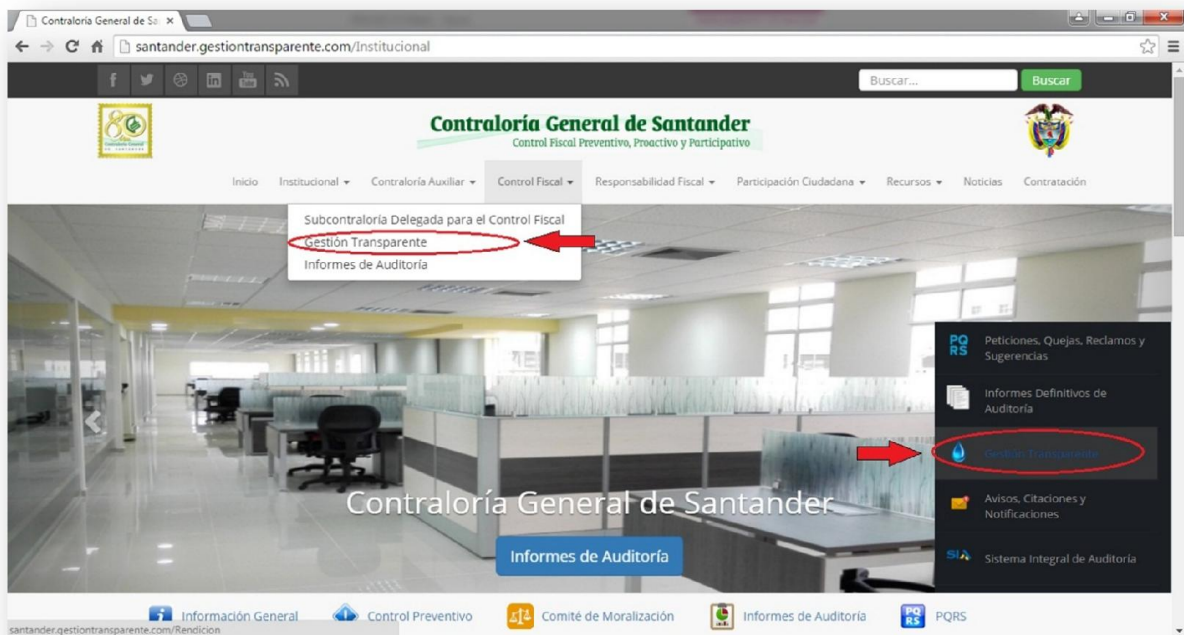 Contraloría General de Sa
santander.gestiontransparente.com/Institucional
Buscar...
Buscar
80
Contraloría General de Santander
Control Fiscal Preventivo, Proactivo y Participativo
Inicio
Institucional
Contraloría Auxiliar
Control Fiscal
Responsabilidad Fiscal
Participación Ciudadana
Recursos
Noticias
Contratación
Subcontraloría Delegada para el Control Fiscal
Gestión Transparente
Informes de Auditoría
PQRS
Peticiones, Quejas, Reclamos y
Sugerencias
Informes Definitivos de
Auditoría
Gestión Transparente
Avisos, Citaciones y
Notificaciones
SIA
Sistema Integral de Auditoría
Contraloría General de Santander
Informes de Auditoría
Información General
Control Preventivo
Comité de Moralización
Informes de Auditoría
PQRS
PQRS
santander.gestiontransparente.com/Rendicion